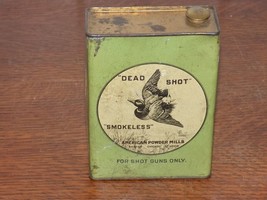 "DEAD SHOT"
"SMOKELESS"
AMERICAN POWDER MILLS
FOR SHOT GUNS ONLY.